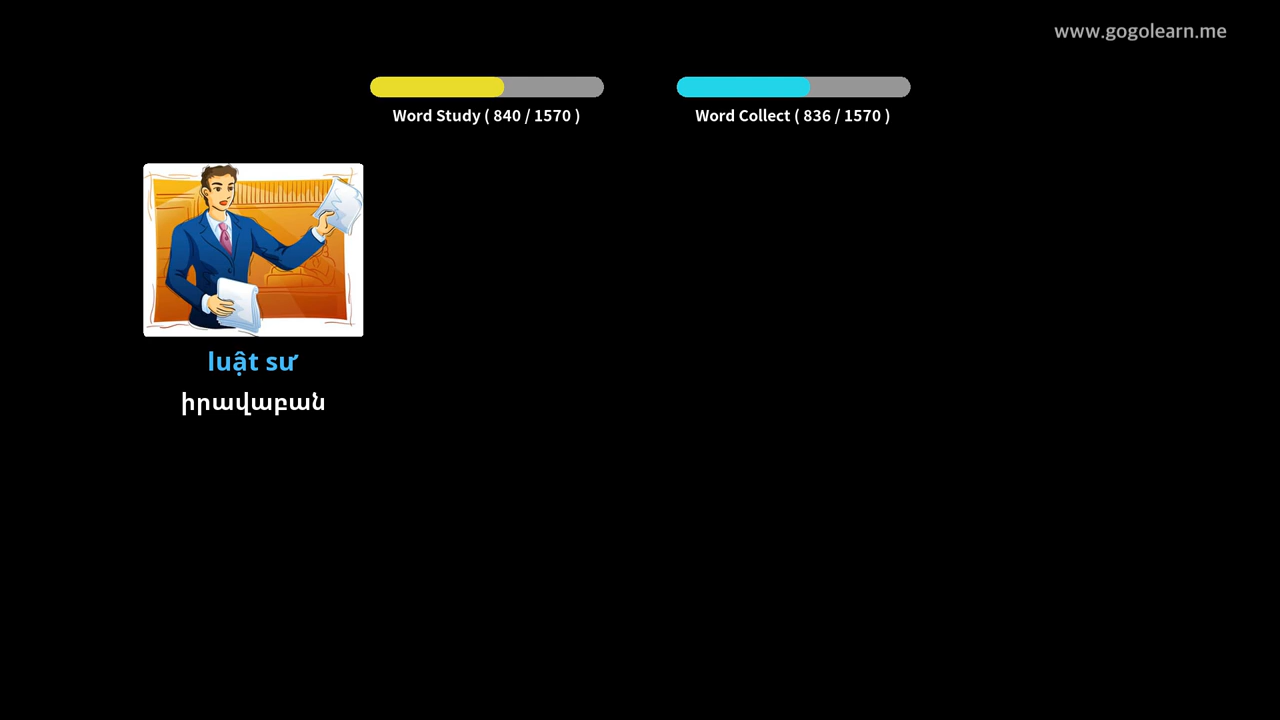 www.gogolearn.me
Word Study ( 840 / 1570 )
Word Collect ( 836 / 1570 )
luật sư
իրավաբան